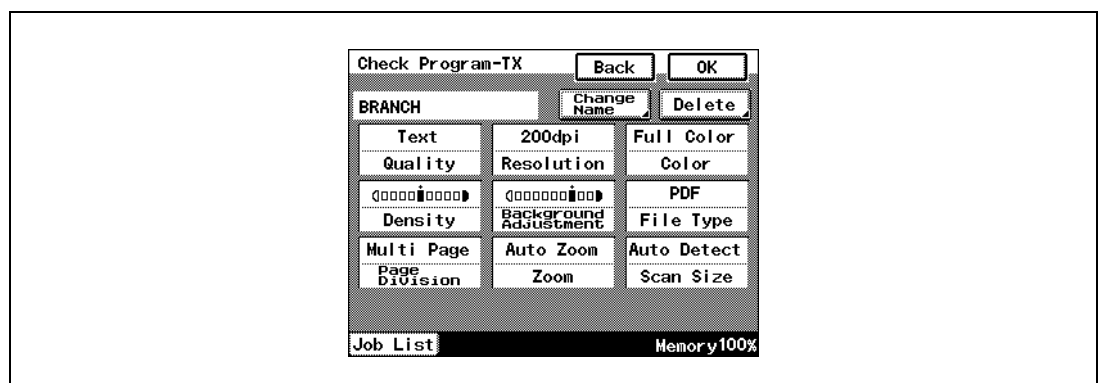 Check Program-TX Back OK
BRANCH Change Name Delete
Text 200dpi Full Color
Quality Resolution Color
PDF
Density Background Adjustment File Type
Multi Page Auto Zoom Auto Detect
Page Division Zoom Scan Size
Job List Memory100%